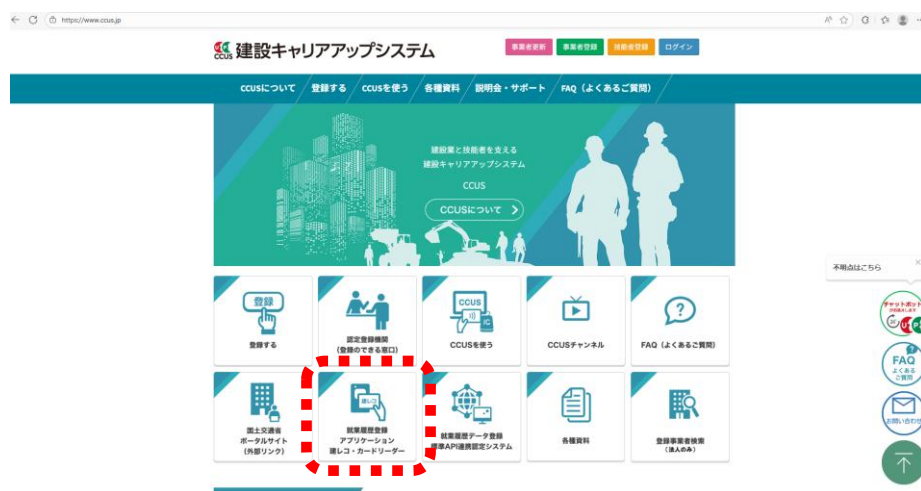 https://www.ccus.jp
CCUS
建設キャリアアップシステム
事業者更新
事業者登録
技能者登録
ログイン
CCUSについて
登録する
CCUSを使う
各種資料
説明会・サポート
FAQ（よくあるご質問）
建設業と技能者を支える
建設キャリアアップシステム
CCUS
CCUSについて
不明点はこちら
登録
登録する
認定登録機関
（登録のできる窓口）
CCUS
IC
CCUSを使う
CCUSチャンネル
FAQ（よくあるご質問）
チャットボット
FAQ
よくある
ご質問
お問い合わせ
国土交通省
ポータルサイト
（外部リンク）
建レコ
就業履歴登録
アプリケーション
建レコ・カードリーダー
就業履歴データ登録
標準API連携認定システム
各種資料
登録事業者検索
（法人のみ）